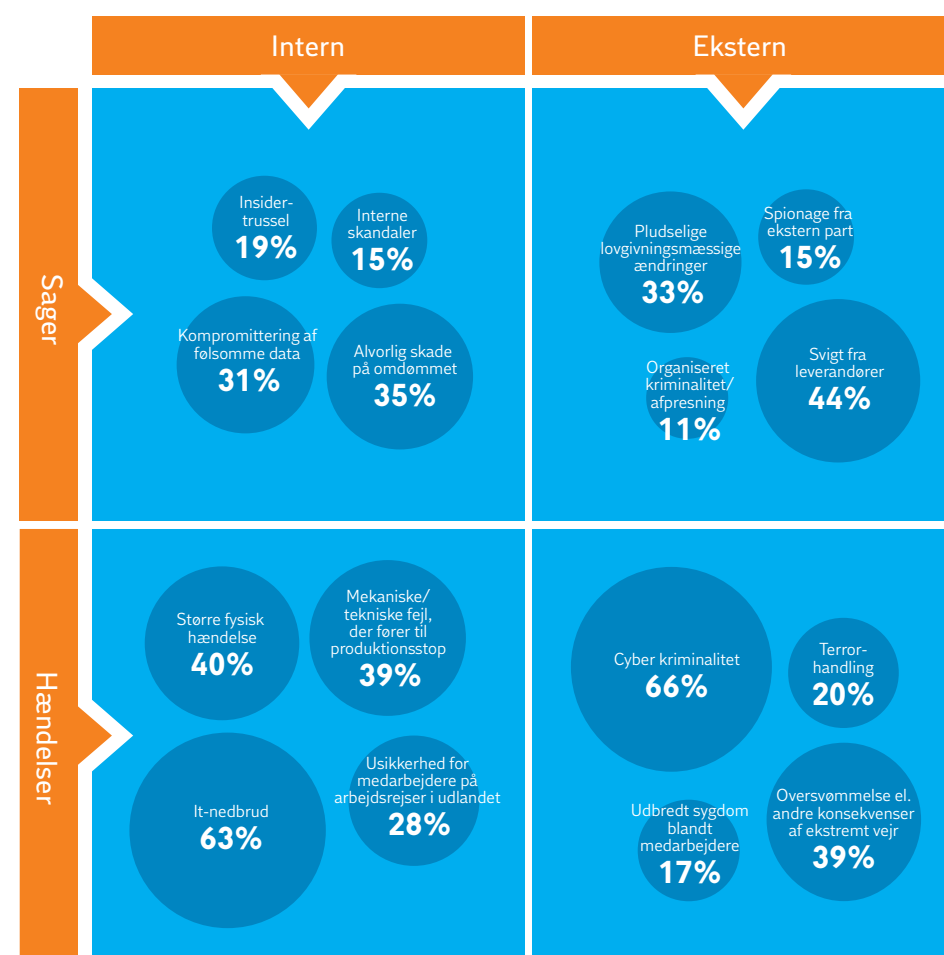 Intern
Ekstern
Sager
Insider-
trussel
19%
Interne
skandaler
15%
Kompromittering af
følsomme data
31%
Alvorlig skade
på omdømmet
35%
Pludselige
lovgivningsmæssige
ændringer
33%
Spionage fra
ekstern part
15%
Organiseret
kriminalitet/
afpresning
11%
Svigt fra
leverandører
44%
Hændelser
Større fysisk
hændelse
40%
Mekaniske/
tekniske fejl,
der fører til
produktionsstop
39%
It-nedbrud
63%
Usikkerhed for
medarbejdere på
arbejdsrejser i udlandet
28%
Cyber kriminalitet
66%
Terror-
handling
20%
Udbredt sygdom
blandt
medarbejdere
17%
Oversvømmelse el.
andre konsekvenser
af ekstremt vejr
39%